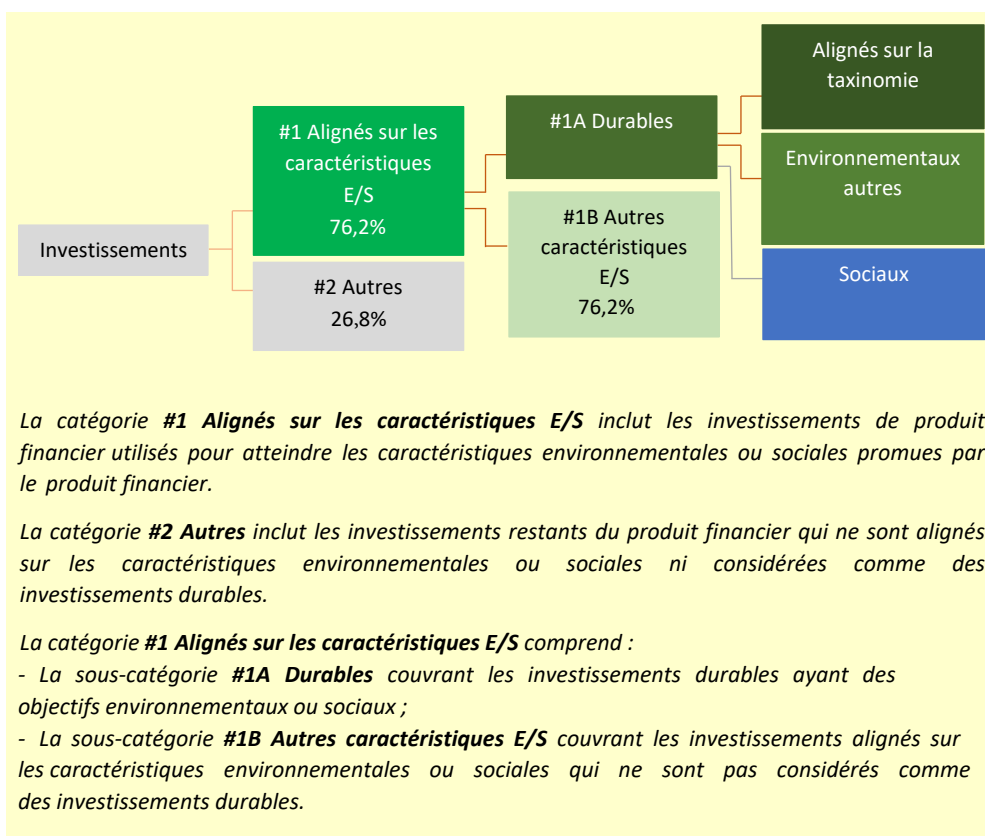 Investissements
#1 Alignés sur les
caractéristiques
E/S
76,2%
#2 Autres
26,8%
#1A Durables
#1B Autres
caractéristiques
E/S
76,2%
Alignés sur la
taxinomie
Environnementaux
autres
Sociaux
La catégorie #1 Alignés sur les caractéristiques E/S inclut les investissements de produit
financier utilisés pour atteindre les caractéristiques environnementales ou sociales promues par
le produit financier.
La catégorie #2 Autres inclut les investissements restants du produit financier qui ne sont alignés
sur les caractéristiques environnementales ou sociales ni considérées comme des
investissements durables.
La catégorie #1 Alignés sur les caractéristiques E/S comprend :
- La sous-catégorie #1A Durables couvrant les investissements durables ayant des
objectifs environnementaux ou sociaux ;
- La sous-catégorie #1B Autres caractéristiques E/S couvrant les investissements alignés sur
les caractéristiques environnementales ou sociales qui ne sont pas considérés comme
des investissements durables.